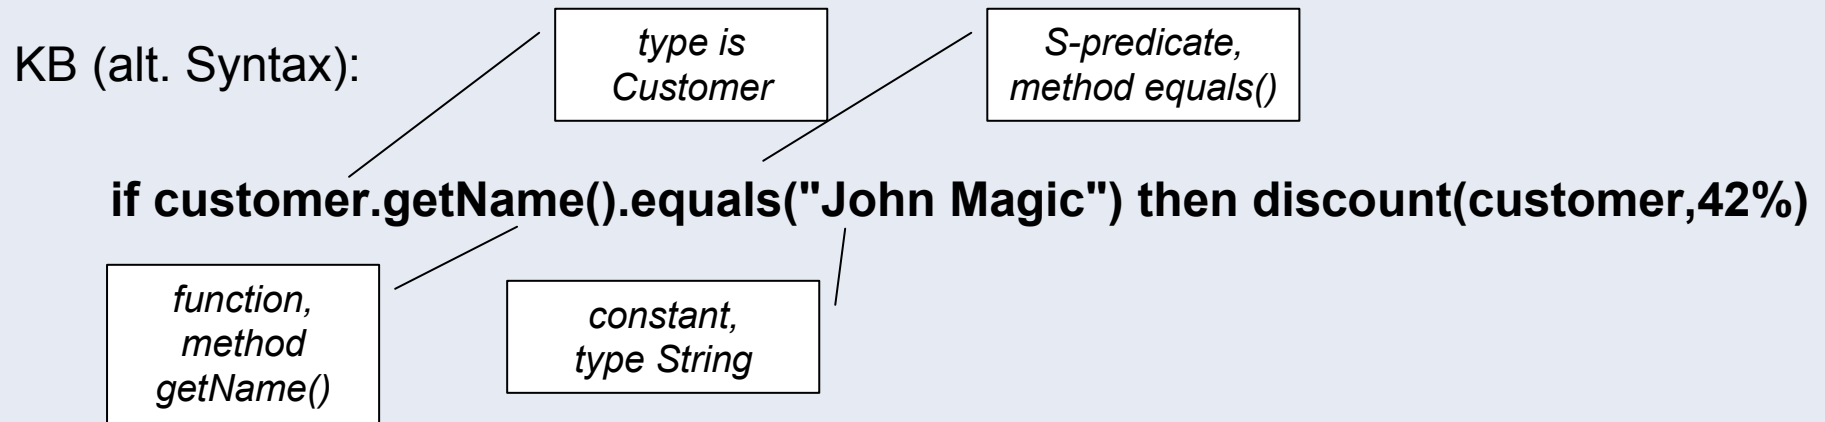 KB (alt. Syntax):
type is
Customer
S-predicate,
method equals()
if customer.getName().equals("John Magic") then discount(customer,42%)
function,
method
getName()
constant,
type String